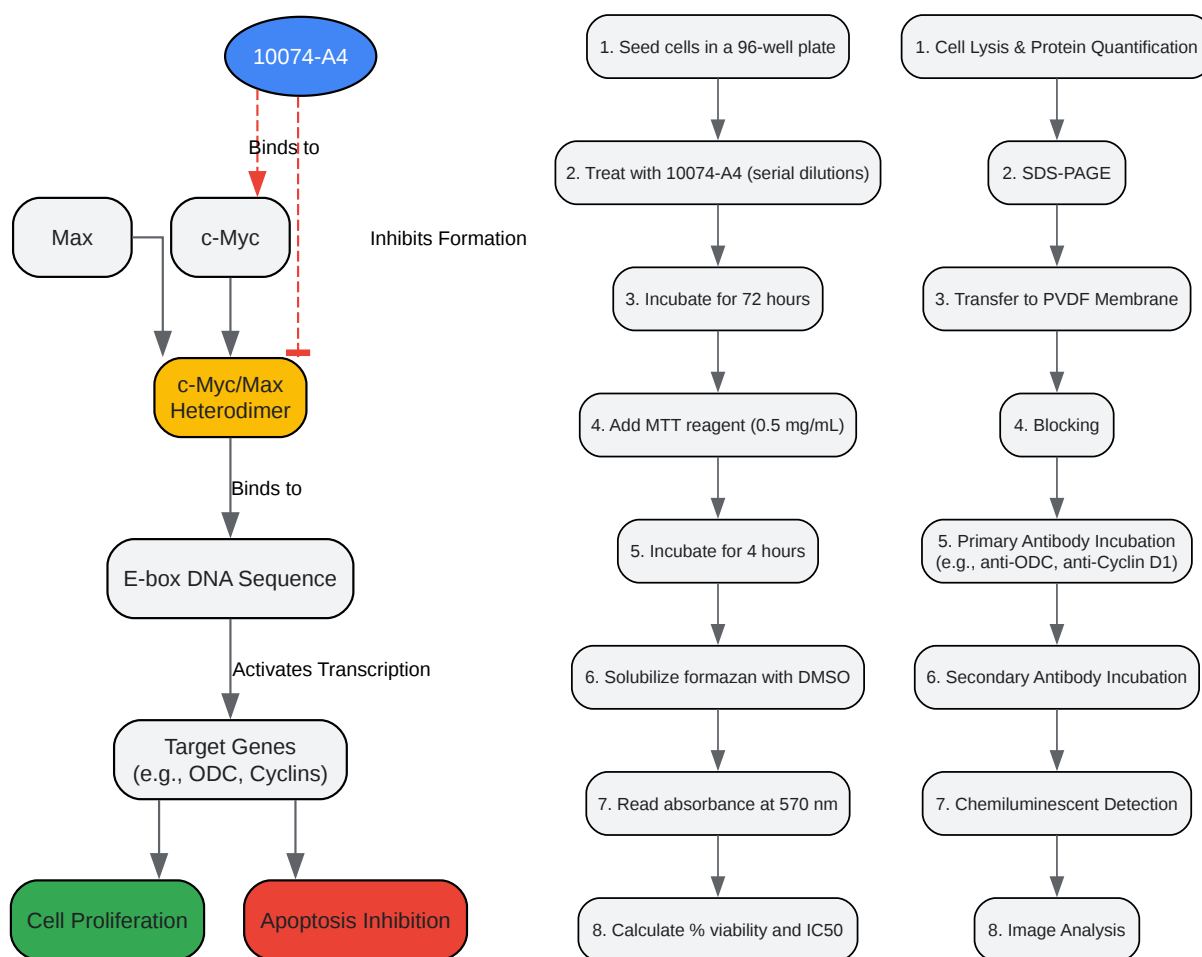 10074-A4
Binds to
Max
c-Myc
Inhibits Formation
c-Myc/Max
Heterodimer
Binds to
E-box DNA Sequence
Activates Transcription
Target Genes
(e.g., ODC, Cyclins)
Cell Proliferation
Apoptosis Inhibition
1. Seed cells in a 96-well plate
2. Treat with 10074-A4 (serial dilutions)
3. Incubate for 72 hours
4. Add MTT reagent (0.5 mg/mL)
5. Incubate for 4 hours
6. Solubilize formazan with DMSO
7. Read absorbance at 570 nm
8. Calculate % viability and IC50
1. Cell Lysis & Protein Quantification
2. SDS-PAGE
3. Transfer to PVDF Membrane
4. Blocking
5. Primary Antibody Incubation
(e.g., anti-ODC, anti-Cyclin D1)
6. Secondary Antibody Incubation
7. Chemiluminescent Detection
8. Image Analysis